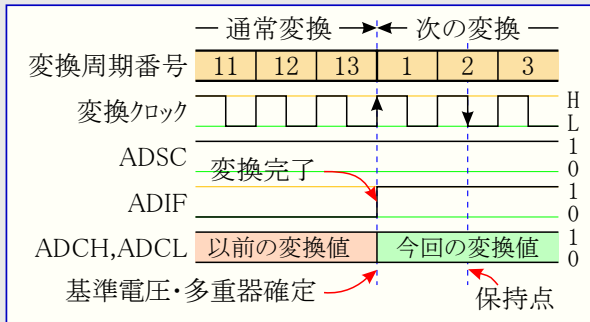 通常変換 次の変換
変換周期番号 11 12 13 1 2 3
変換ｸﾛｯｸ H L
ADSC 1 0
変換完了
ADIF 1 0
ADCH,ADCL 以前の変換値 今回の変換値 1 0
基準電圧・多重器確定 保持点